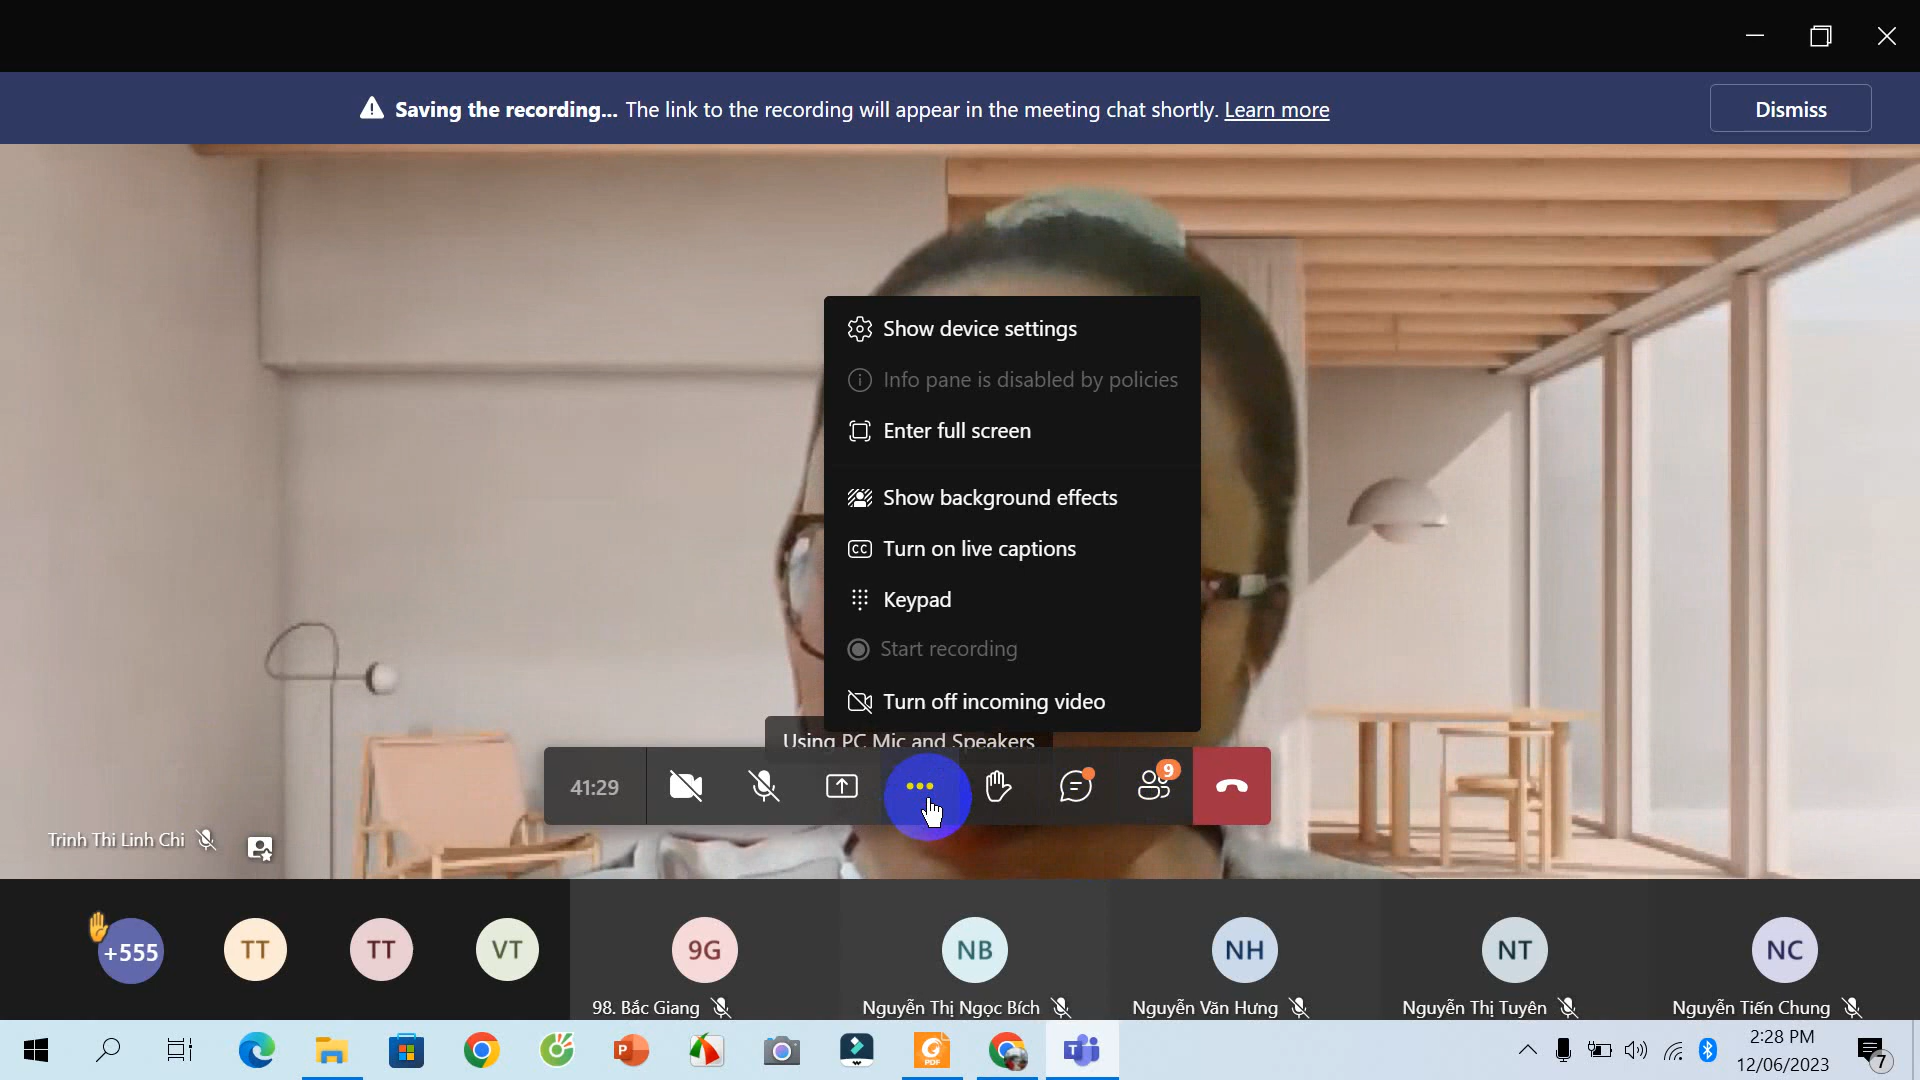 Saving the recording... The link to the recording will appear in the meeting chat shortly. Learn more
Dismiss
Show device settings
Info pane is disabled by policies
Enter full screen
Show background effects
Turn on live captions
Keypad
Start recording
Turn off incoming video
Using PC Mic and Speakers
41:29
9
Trinh Thi Linh Chi
+555
TT
TT
VT
9G
NB
NH
NT
NC
98. Bắc Giang
Nguyễn Thị Ngọc Bích
Nguyễn Văn Hưng
Nguyễn Thị Tuyên
Nguyễn Tiến Chung
2:28 PM
12/06/2023
7